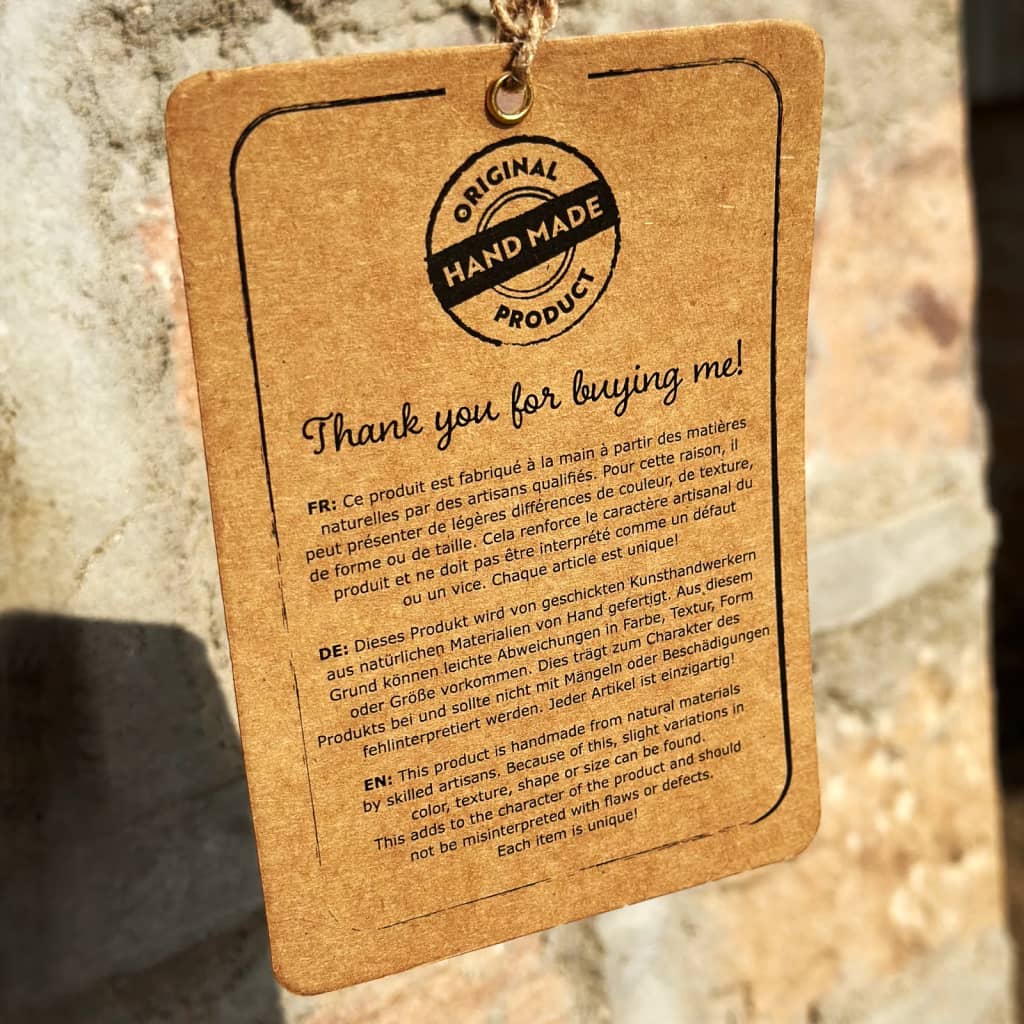 ORIGINAL
HAND MADE
PRODUCT
Thank you for buying me!
FR: Ce produit est fabriqué à la main à partir des matières
naturelles par des artisans qualifiés. Pour cette raison, il
peut présenter de légères différences de couleur, de texture,
de forme ou de taille. Cela renforce le caractère artisanal du
produit et ne doit pas être interprété comme un défaut
ou un vice. Chaque article est unique!
DE: Dieses Produkt wird von geschickten Kunsthandwerkern
aus natürlichen Materialien von Hand gefertigt. Aus diesem
Grund können leichte Abweichungen in Farbe, Textur, Form
oder Größe vorkommen. Dies trägt zum Charakter des
Produkts bei und sollte nicht mit Mängeln oder Beschädigungen
fehlinterpretiert werden. Jeder Artikel ist einzigartig!
EN: This product is handmade from natural materials
by skilled artisans. Because of this, slight variations in
color, texture, shape or size can be found.
This adds to the character of the product and should
not be misinterpreted with flaws or defects.
Each item is unique!